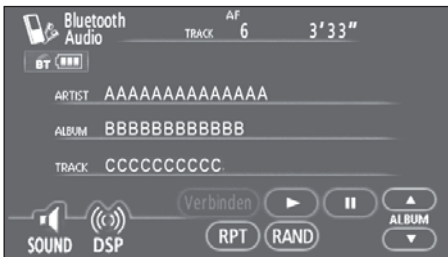 Bluetooth
Audio
AF
TRACK 6 3'33"
BT
ARTIST AAAAAAAAAAAAAA
ALBUM BBBBBBBBBBBB
TRACK CCCCCCCCCC
Verbinden
ALBUM
SOUND DSP RPT RAND